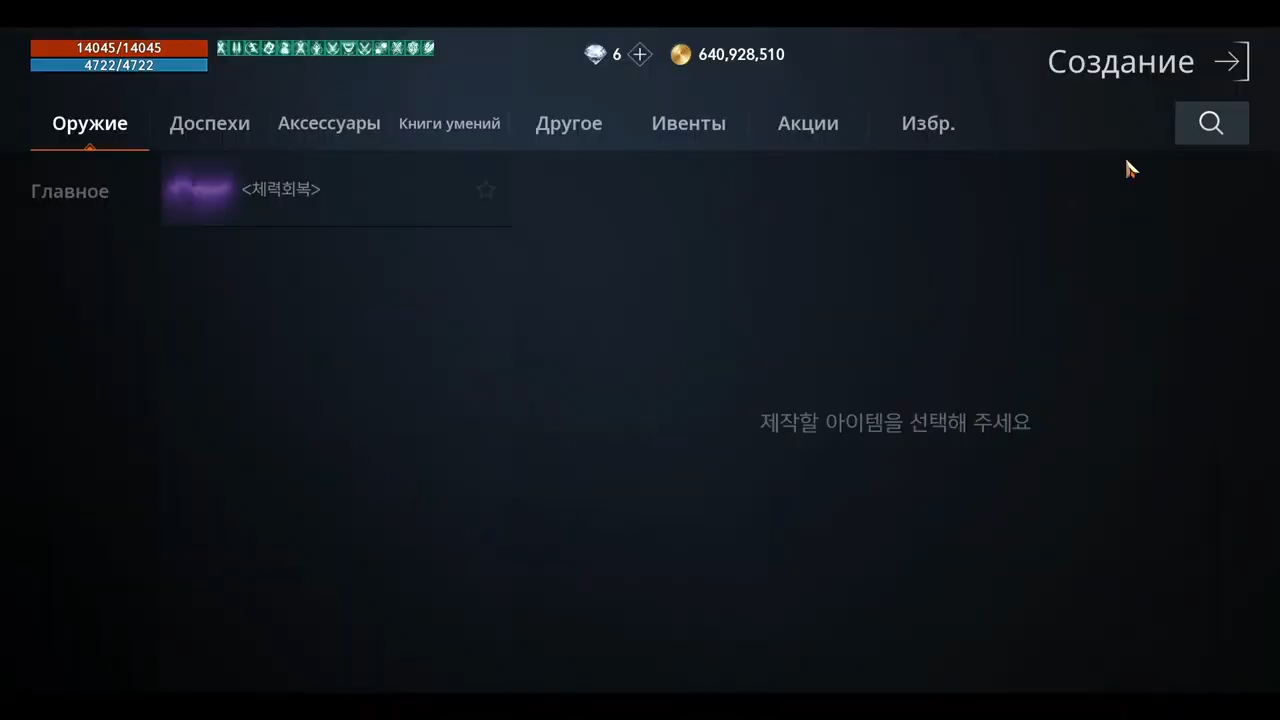 14045/14045
4722/4722
6
640,928,510
Создание
Оружие
Доспехи
Аксессуары
Книги умений
Другое
Ивенты
Акции
Избр.
Главное
<체력회복>
제작할 아이템을 선택해 주세요